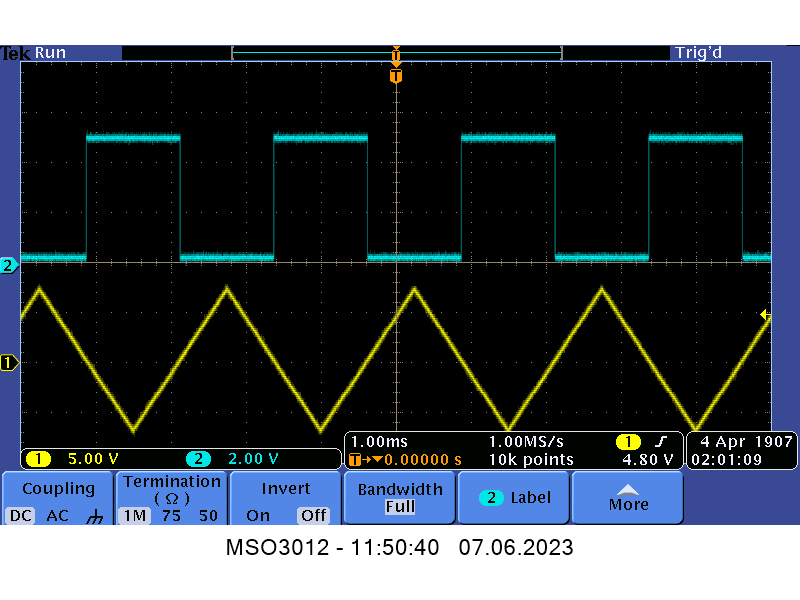 Tek Run Trig'd
T
T
2
1
1 5.00 V 2 2.00 V
1.00ms 1.00MS/s 1
T→▼0.00000 s 10k points 4.80 V
4 Apr 1907
02:01:09
Coupling
DC AC
Termination
(Ω)
1M 75 50
Invert
On Off
Bandwidth
Full
2 Label
More
MSO3012 - 11:50:40 07.06.2023